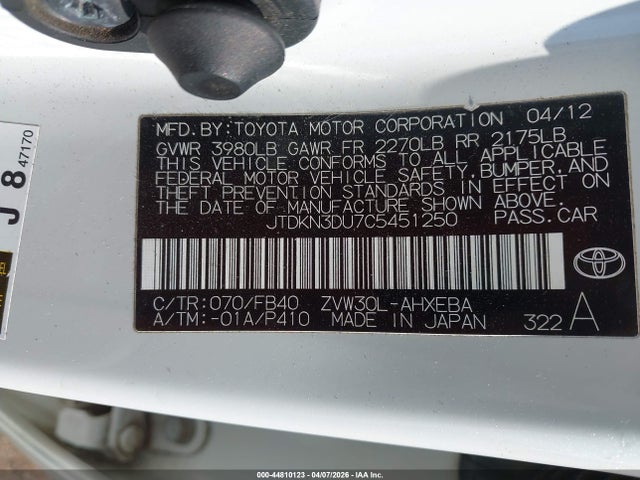 MFD.BY:TOYOTA MOTOR CORPORATION 04/12
GVWR 3980LB GAWR FR 2270LB RR 2175LB
THIS VEHICLE CONFORMS TO ALL APPLICABLE
FEDERAL MOTOR VEHICLE SAFETY,BUMPER,AND
THEFT PREVENTION STANDARDS IN EFFECT ON
THE DATE OF MANUFACTURE SHOWN ABOVE.
JTDKN3DU7C5451250 PASS.CAR
C/TR:070/FB40 ZVW30L-AHXEBA
A/TM:-01A/P410 MADE IN JAPAN 322 A
TOYOTA
J 8
47170
000-44810123 - 04/07/2026 - IAA Inc.